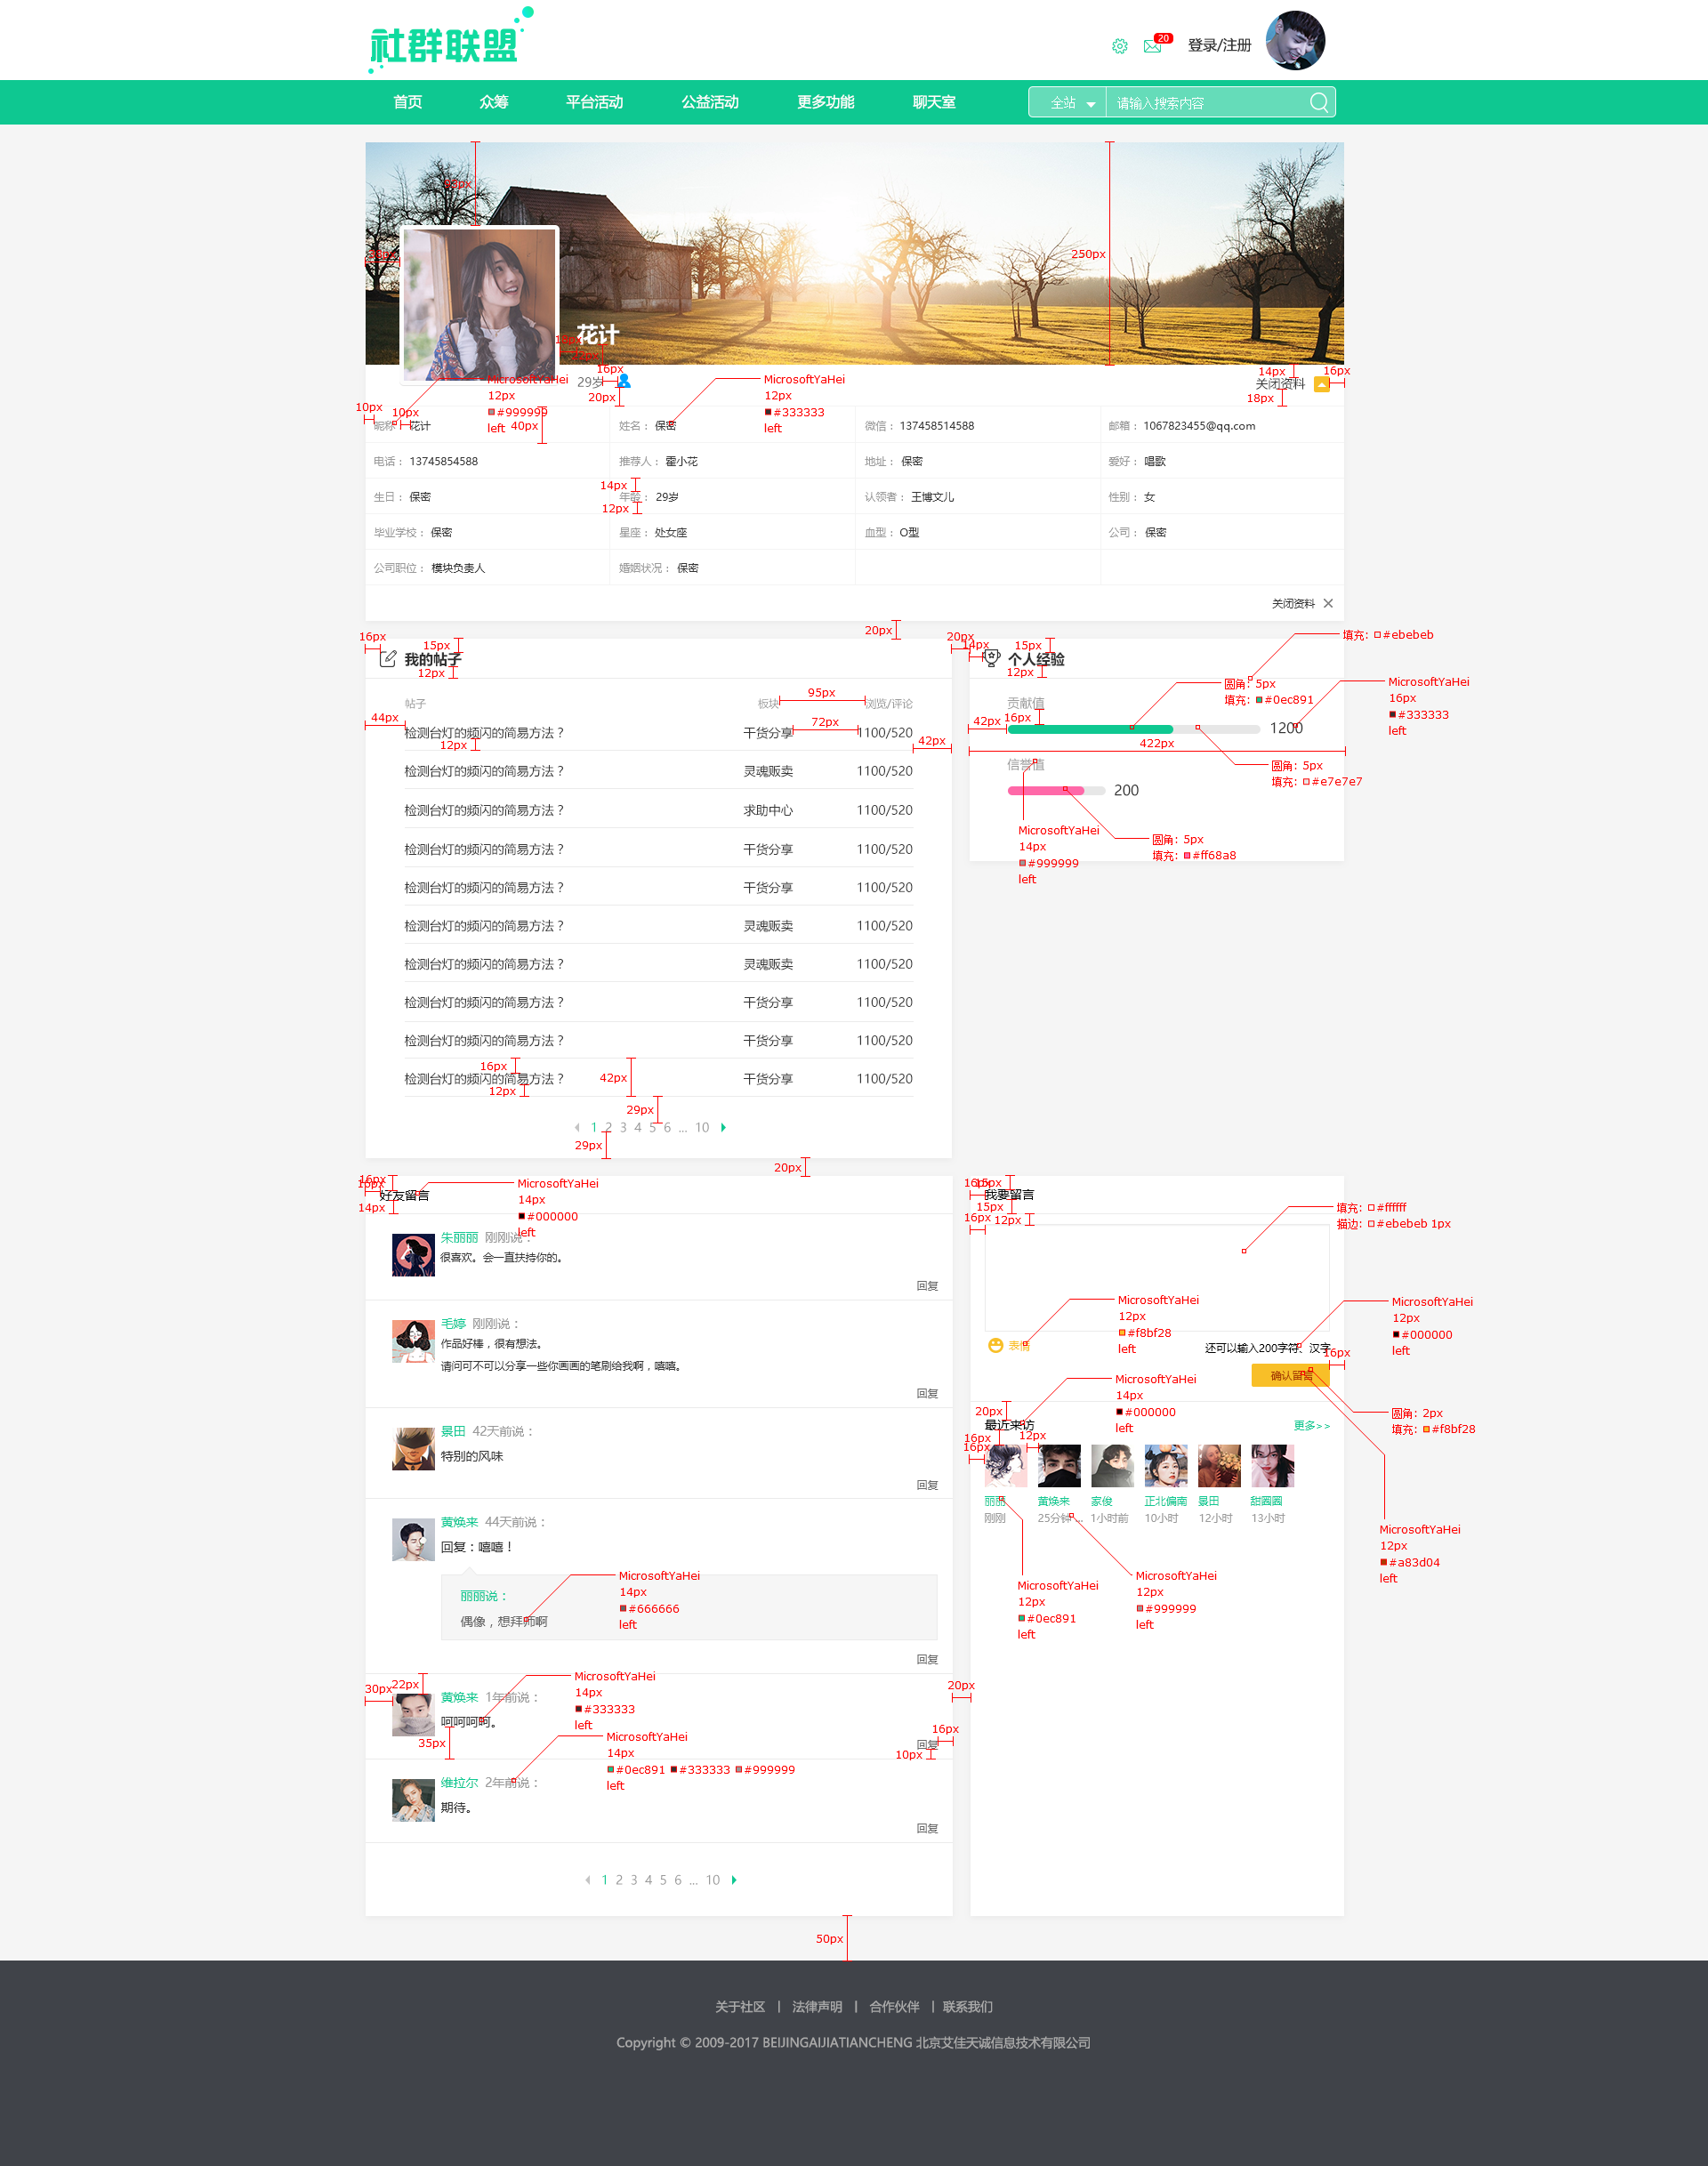 社群联盟
20
登录/注册
首页 众筹 平台活动 公益活动 更多功能 聊天室 全站 请输入搜索内容
250px
花计
16px
29岁
20px
关闭资料
14px
16px
18px
MicrosoftYaHei
12px
#999999
left
MicrosoftYaHei
12px
#333333
left
10px
10px
40px
昵称： 花计 姓名： 保密 微信： 137458514588 邮箱： 1067823455@qq.com
电话： 13745854588 推荐人： 霍小花 地址： 保密 爱好： 唱歌
14px
生日： 保密 年龄： 29岁 认领者： 王博文儿 性别： 女
12px
毕业学校： 保密 星座： 处女座 血型： O型 公司： 保密
公司职位： 模块负责人 婚姻状况： 保密
关闭资料
20px
16px
15px
我的帖子
12px
帖子 板块 浏览/评论
95px
44px
72px
检测台灯的频闪的简易方法？ 干货分享 1100/520
12px
42px
检测台灯的频闪的简易方法？ 灵魂贩卖 1100/520
检测台灯的频闪的简易方法？ 求助中心 1100/520
检测台灯的频闪的简易方法？ 干货分享 1100/520
检测台灯的频闪的简易方法？ 干货分享 1100/520
检测台灯的频闪的简易方法？ 灵魂贩卖 1100/520
检测台灯的频闪的简易方法？ 灵魂贩卖 1100/520
检测台灯的频闪的简易方法？ 干货分享 1100/520
检测台灯的频闪的简易方法？ 干货分享 1100/520
16px
42px
检测台灯的频闪的简易方法？ 干货分享 1100/520
12px
29px
1 2 3 4 5 6 ... 10
29px
20px
20px
14px
15px
个人经验
12px
填充: #ebebeb
贡献值
圆角: 5px
填充: #0ec891
MicrosoftYaHei
16px
#333333
left
42px
16px
1200
422px
信誉值
圆角: 5px
填充: #e7e7e7
200
MicrosoftYaHei
14px
#999999
left
圆角: 5px
填充: #ff68a8
16px
好友留言
14px
MicrosoftYaHei
14px
#000000
left
朱丽丽 刚刚说：
很喜欢。会一直扶持你的。
回复
毛婷 刚刚说：
作品好棒，很有想法。
请问可不可以分享一些你画画的笔刷给我啊，嘻嘻。
回复
景田 42天前说：
特别的风味
回复
黄焕来 44天前说：
回复：嘻嘻！
丽丽说：
偶像，想拜师啊
MicrosoftYaHei
14px
#666666
left
回复
30px
22px
黄焕来 1年前说：
呵呵呵呵。
35px
MicrosoftYaHei
14px
#333333
left
回复
20px
16px
10px
维拉尔 2年前说：
期待。
MicrosoftYaHei
14px
#0ec891 #333333 #999999
left
回复
1 2 3 4 5 6 ... 10
50px
我要留言
15px
16px
12px
填充: #ffffff
描边: #ebebeb 1px
表情
MicrosoftYaHei
12px
#f8bf28
left
还可以输入200字符、汉字
MicrosoftYaHei
12px
#000000
left
16px
确认留言
圆角: 2px
填充: #f8bf28
MicrosoftYaHei
14px
#000000
left
20px
最近来访 更多>>
16px
16px
12px
丽丽 黄焕来 家俊 正北偏南 景田 甜圆圆
刚刚 25分钟... 1小时前 10小时 12小时 13小时
MicrosoftYaHei
12px
#a83d04
left
MicrosoftYaHei
12px
#0ec891
left
MicrosoftYaHei
12px
#999999
left
关于社区 | 法律声明 | 合作伙伴 | 联系我们
Copyright © 2009-2017 BEIJINGAIJIATIANCHENG 北京艾佳天诚信息技术有限公司